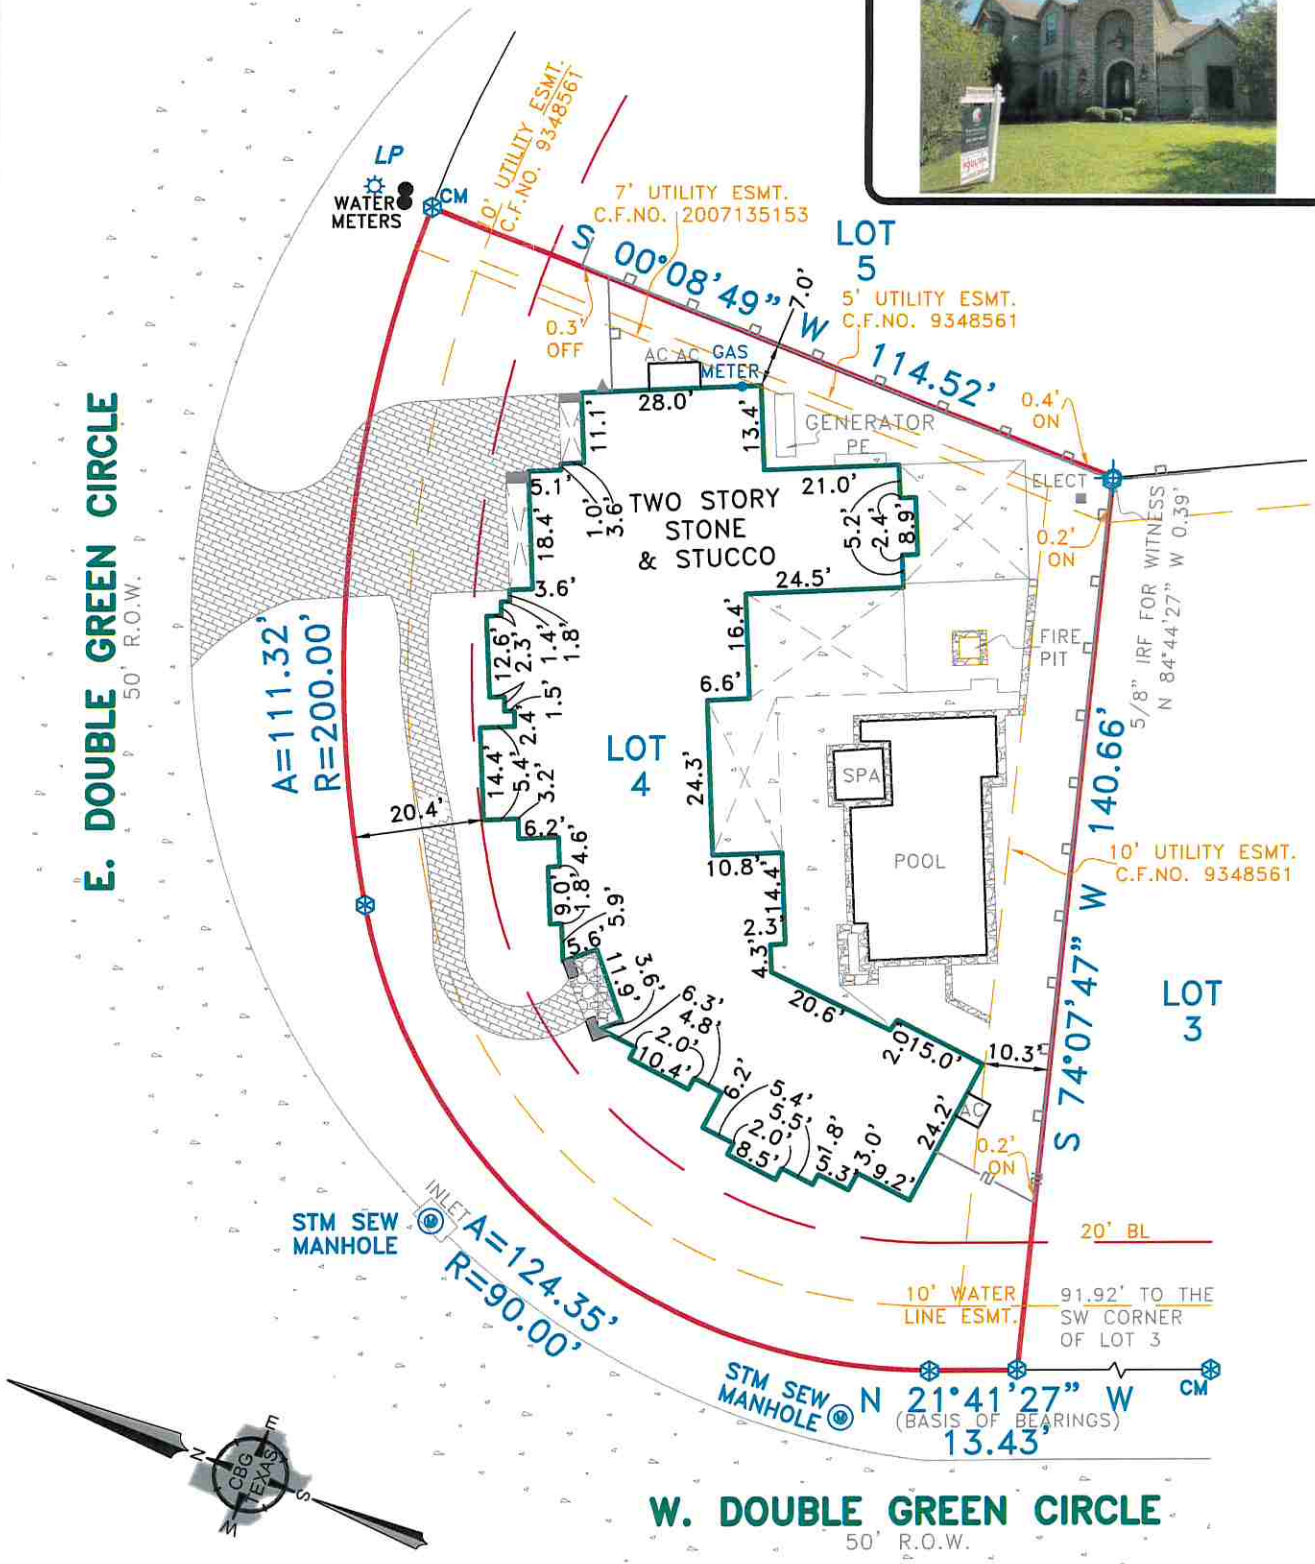 LP
WATER
METERS
CM
10' UTILITY ESMT.
C.F.NO. 9348561
7' UTILITY ESMT.
C.F.NO. 2007135153
LOT
5
S 00°08'49" W 114.52'
7.0'
5' UTILITY ESMT.
C.F.NO. 9348561
0.3'
OFF
AC AC
GAS
METER
28.0'
11.1'
13.4'
GENERATOR
PE
0.4'
ON
ELECT
5.1'
1.0'
3.6'
TWO STORY
STONE
& STUCCO
21.0'
5.2'
2.4'
8.9'
18.4'
0.2'
ON
5/8" IRF FOR WITNESS
N 84°44'27" W 0.39'
E. DOUBLE GREEN CIRCLE
50' R.O.W.
3.6'
24.5'
16.4'
12.6'
2.3'
1.4'
1.8'
FIRE
PIT
6.6'
1.5'
2.4'
A=111.32'
R=200.00'
LOT
4
14.4'
5.4'
3.2'
24.3'
SPA
POOL
20.4'
6.2'
4.6'
10.8'
14.4'
10' UTILITY ESMT.
C.F.NO. 9348561
9.0'
1.8'
5.9'
2.3'
4.3'
5.6'
11.9'
3.6'
S 74°07'47" W 140.66'
LOT
3
6.3'
4.8'
2.0'
10.4'
20.6'
2.0'
15.0'
10.3'
6.2'
5.4'
5.5'
2.0'
8.5'
1.8'
5.3'
3.0'
9.2'
24.2'
AC
0.2'
ON
INLET
STM SEW
MANHOLE
A=124.35'
R=90.00'
20' BL
10' WATER
LINE ESMT.
91.92' TO THE
SW CORNER
OF LOT 3
STM SEW
MANHOLE
N 21°41'27" W
(BASIS OF BEARINGS)
13.43'
CM
N
E
S
W
CBG
TEXAS
W. DOUBLE GREEN CIRCLE
50' R.O.W.